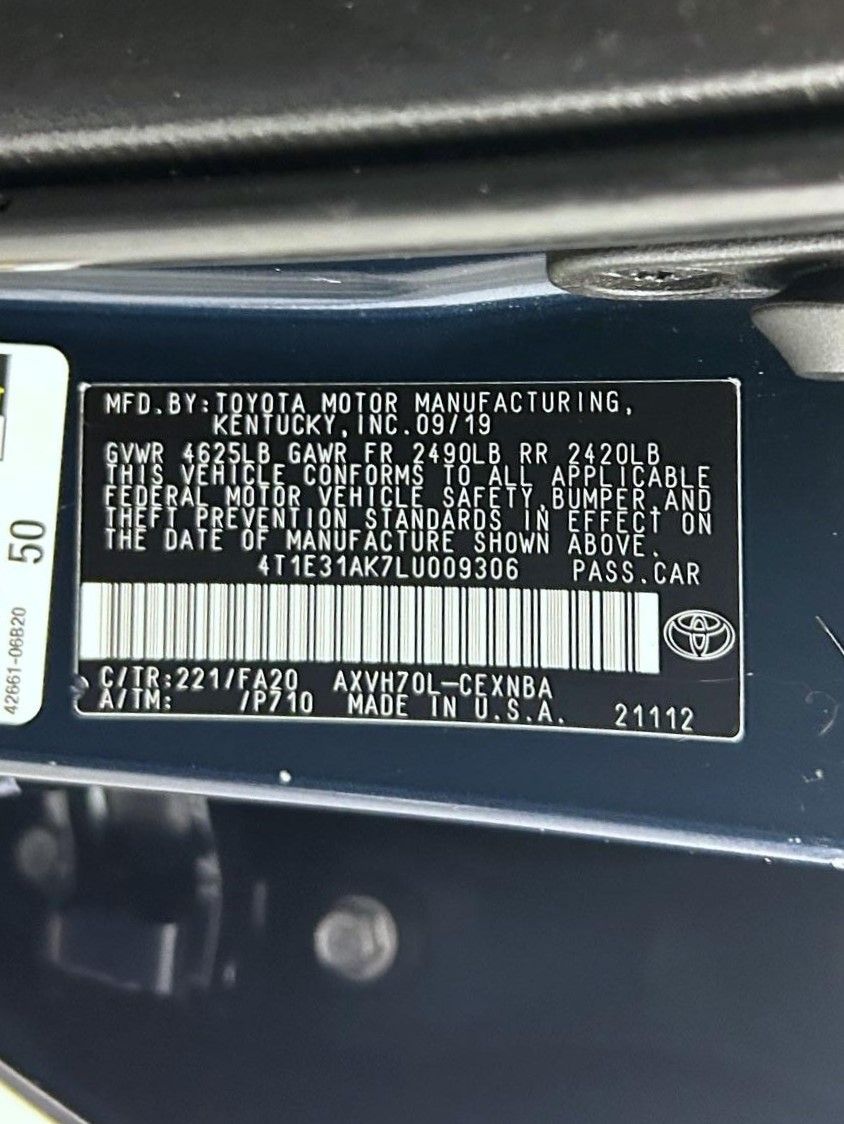 MFD.BY:TOYOTA MOTOR MANUFACTURING,
KENTUCKY,INC.09/19
GVWR 4625LB GAWR FR 2490LB RR 2420LB
THIS VEHICLE CONFORMS TO ALL APPLICABLE
FEDERAL MOTOR VEHICLE SAFETY,BUMPER,AND
THEFT PREVENTION STANDARDS IN EFFECT ON
THE DATE OF MANUFACTURE SHOWN ABOVE.
4T1E31AK7LU009306 PASS.CAR
C/TR:221/FA20 AXVH70L-CEXNBA
A/TM: /P710 MADE IN U.S.A. 21112
50
42661-06B20